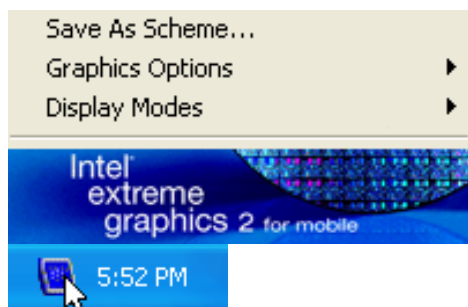 Save As Scheme...
Graphics Options
Display Modes
Intel
extreme
graphics 2 for mobile
5:52 PM